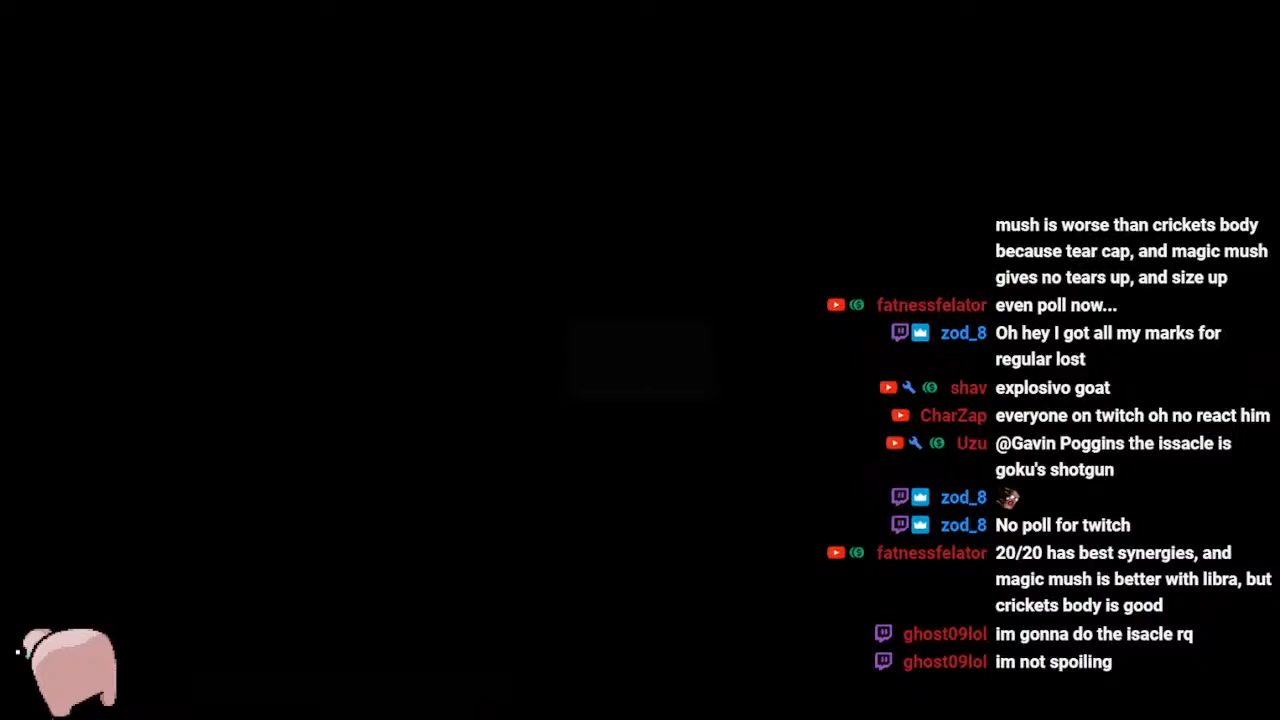 mush is worse than crickets body
because tear cap, and magic mush
gives no tears up, and size up
fatnessfelator even poll now...
zod_8 Oh hey I got all my marks for
regular lost
shav explosivo goat
CharZap everyone on twitch oh no react him
Uzu @Gavin Poggins the issacle is
goku's shotgun
zod_8
zod_8 No poll for twitch
fatnessfelator 20/20 has best synergies, and
magic mush is better with libra, but
crickets body is good
ghost09lol im gonna do the isacle rq
ghost09lol im not spoiling